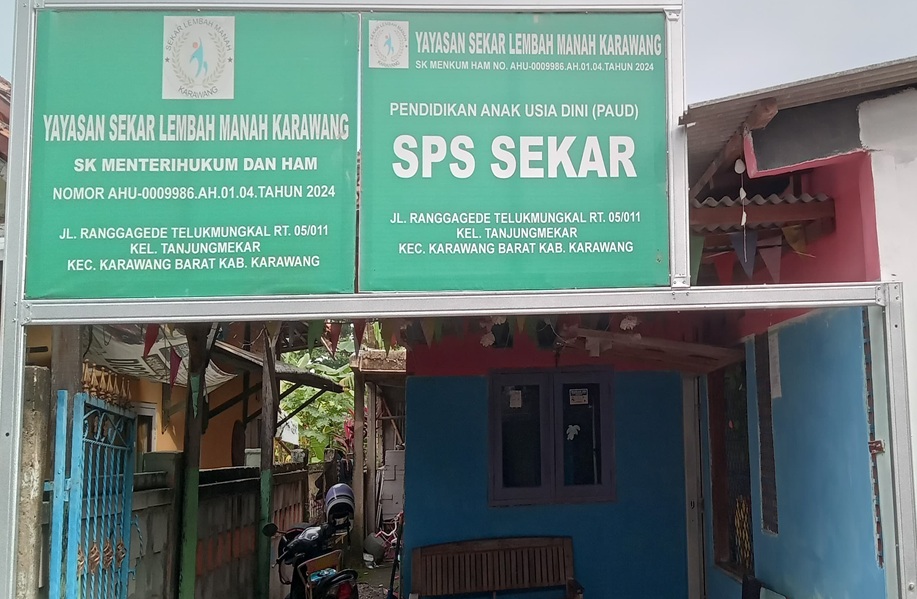 SEKAR LEMBAH MANAH
KARAWANG
YAYASAN SEKAR LEMBAH MANAH KARAWANG
SK MENTERIHUKUM DAN HAM
NOMOR AHU-0009986.AH.01.04.TAHUN 2024
JL. RANGGAGEDE TELUKMUNGKAL RT. 05/011
KEL. TANJUNGMEKAR
KEC. KARAWANG BARAT KAB. KARAWANG
YAYASAN SEKAR LEMBAH MANAH KARAWANG
SK MENKUM HAM NO. AHU-0009986.AH.01.04.TAHUN 2024
PENDIDIKAN ANAK USIA DINI (PAUD)
SPS SEKAR
JL. RANGGAGEDE TELUKMUNGKAL RT. 05/011
KEL. TANJUNGMEKAR
KEC. KARAWANG BARAT KAB. KARAWANG